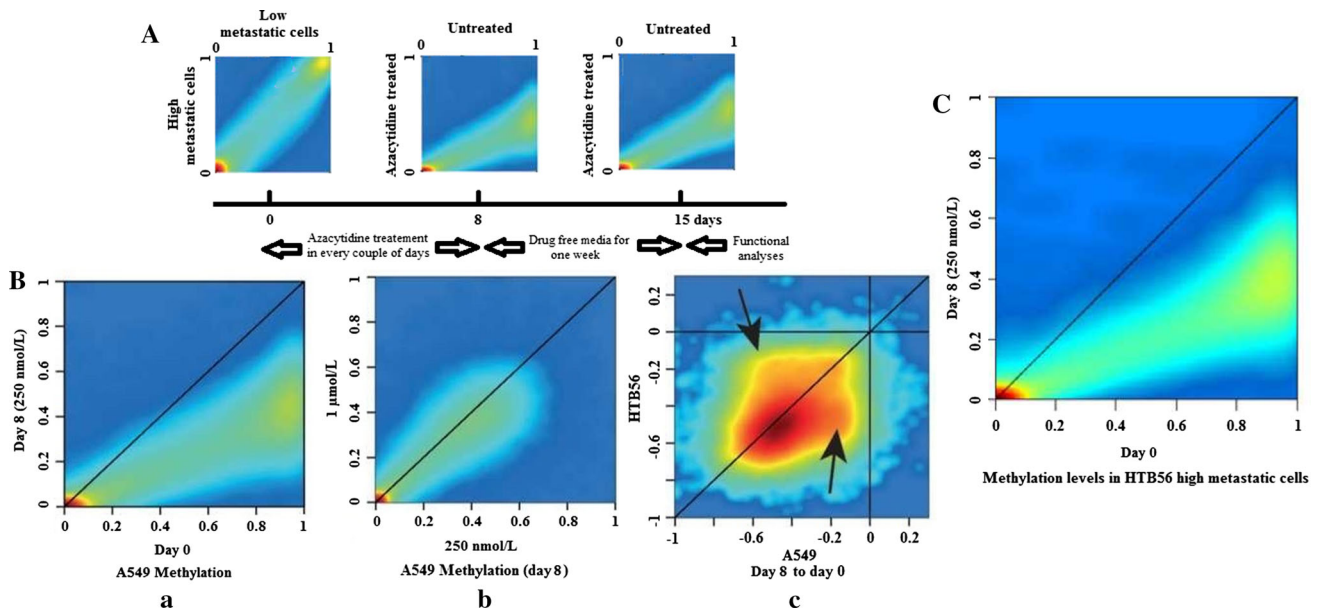 A
Low
metastatic cells
0 1
1
High
metastatic cells
0
Untreated
0 1
1
Azacytidine treated
0
Untreated
0 1
1
Azacytidine treated
0
0 8 15 days
Azacytidine treatement
in every couple of days
Drug free media for
one week
Functional
analyses
B
Day 8 (250 nmol/L)
1
0.8
0.6
0.4
0.2
0
0 0.2 0.4 0.6 0.8 1
Day 0
A549 Methylation
a
1 µmol/L
1
0.8
0.6
0.4
0.2
0
0 0.2 0.4 0.6 0.8 1
250 nmol/L
A549 Methylation (day 8)
b
HTB56
0.2
0
-0.2
-0.6
-1
-1 -0.6 -0.2 0 0.2
A549
Day 8 to day 0
c
C
Day 8 (250 nmol/L)
1
0.8
0.6
0.4
0.2
0
0 0.2 0.4 0.6 0.8 1
Day 0
Methylation levels in HTB56 high metastatic cells